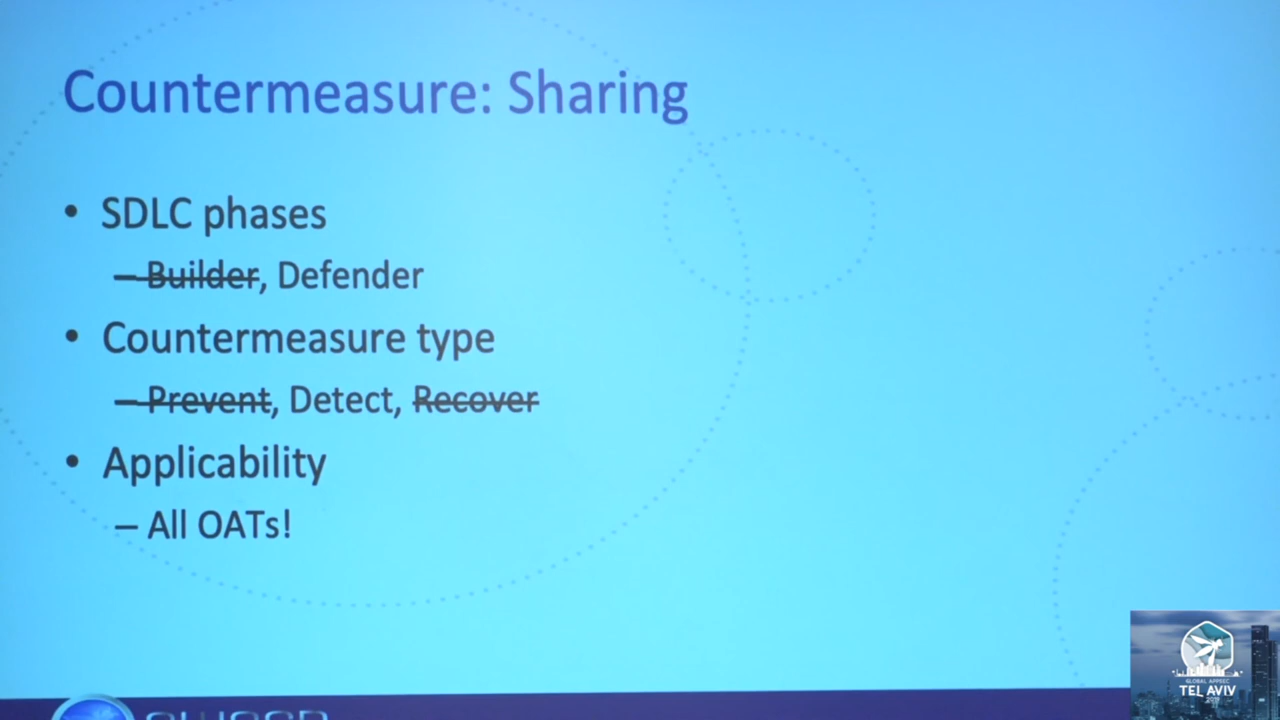 Countermeasure: Sharing
• SDLC phases
– Builder, Defender
• Countermeasure type
– Prevent, Detect, Recover
• Applicability
– All OATs!
GLOBAL APPSEC
TEL AVIV